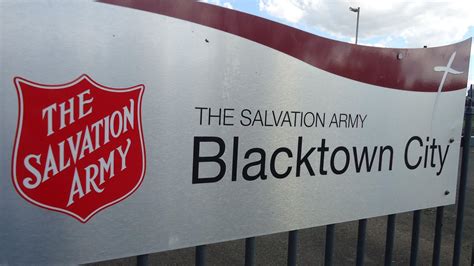 THE
SALVATION
ARMY
THE SALVATION ARMY
Blacktown City